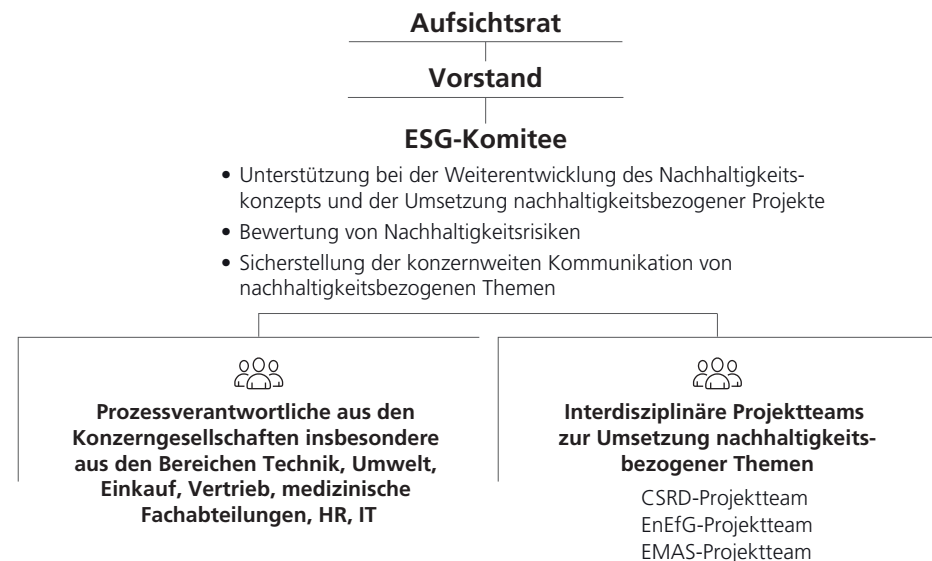 Aufsichtsrat
Vorstand
ESG-Komitee
• Unterstützung bei der Weiterentwicklung des Nachhaltigkeits-
konzepts und der Umsetzung nachhaltigkeitsbezogener Projekte
• Bewertung von Nachhaltigkeitsrisiken
• Sicherstellung der konzernweiten Kommunikation von
nachhaltigkeitsbezogenen Themen
Prozessverantwortliche aus den
Konzerngesellschaften insbesondere
aus den Bereichen Technik, Umwelt,
Einkauf, Vertrieb, medizinische
Fachabteilungen, HR, IT
Interdisziplinäre Projektteams
zur Umsetzung nachhaltigkeits-
bezogener Themen
CSRD-Projektteam
EnEfG-Projektteam
EMAS-Projektteam